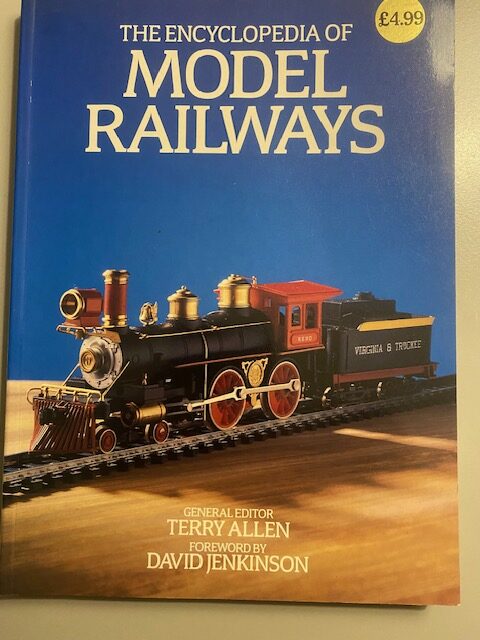 £4.99
THE ENCYCLOPEDIA OF
MODEL
RAILWAYS
RENO
VIRGINIA & TRUCKEE
GENERAL EDITOR
TERRY ALLEN
FOREWORD BY
DAVID JENKINSON